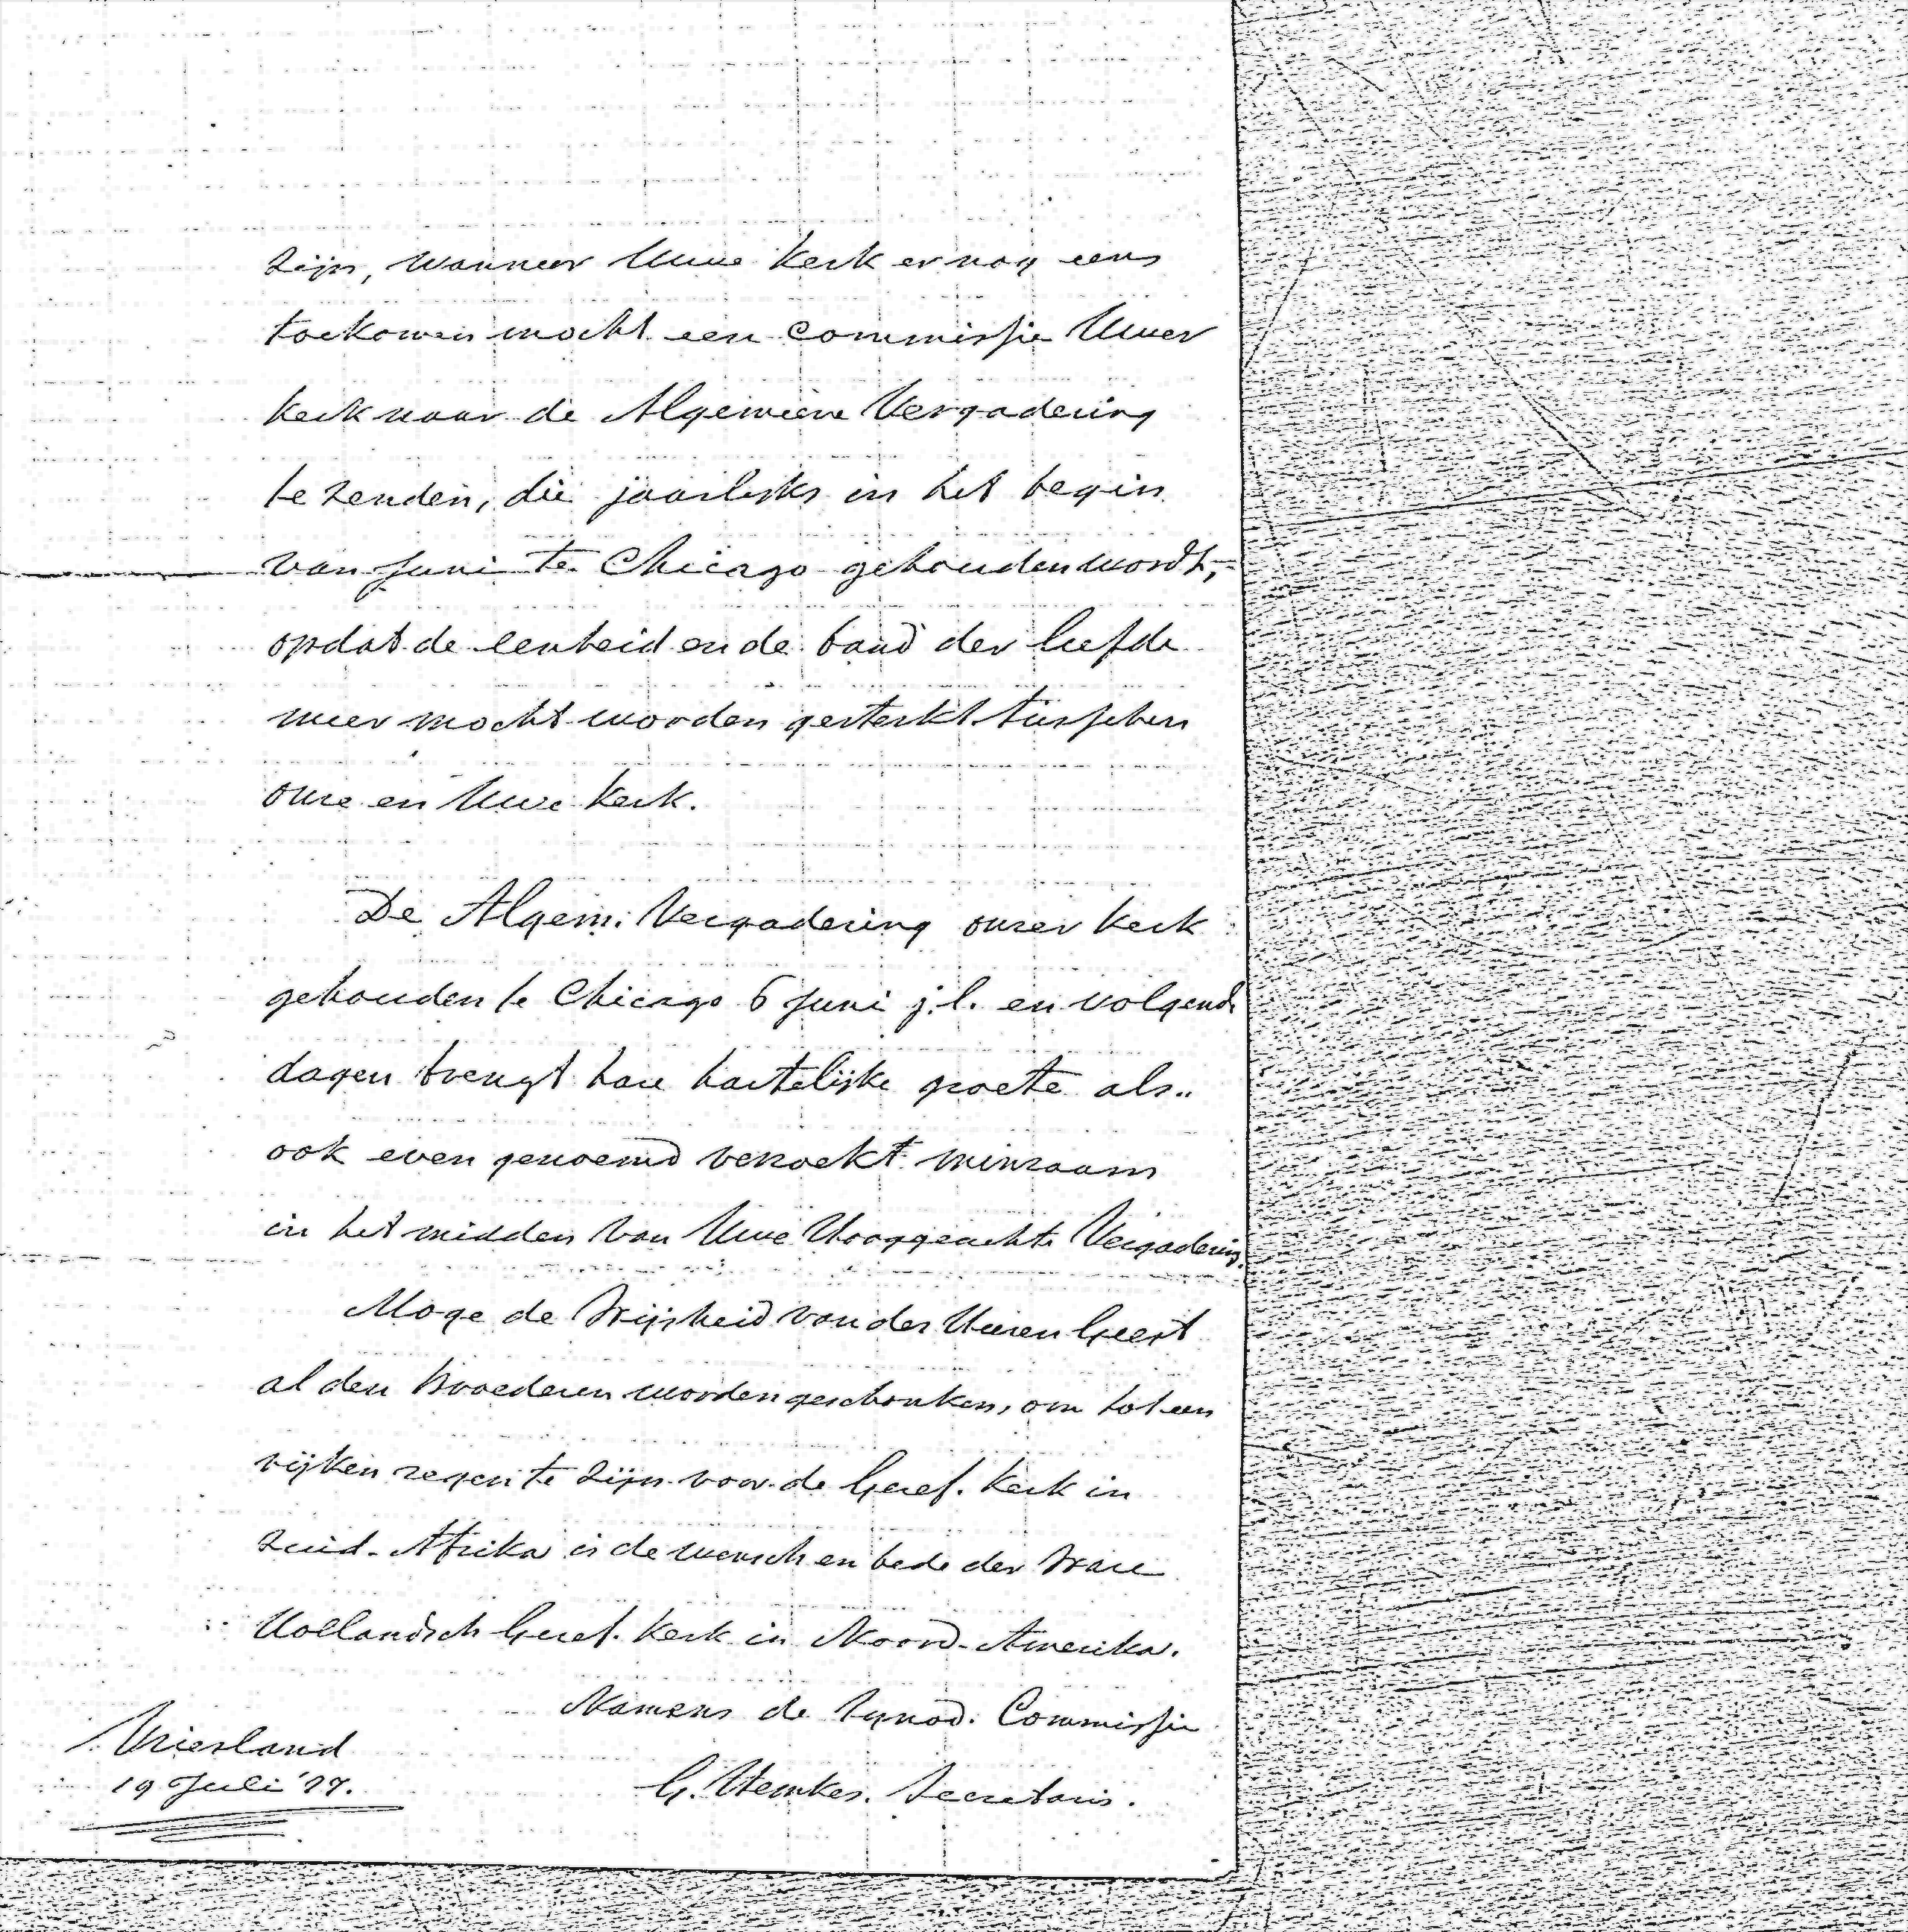 zijn, wanneer Uwe Kerk er nog eens
toekomen mocht een commissie Uwer
Kerk naar de Algemeene Vergadering
te zenden, die jaarlijks in het begin
van Juni te Chicago gehouden wordt,
opdat de eenheid en de band der liefde
meer mocht worden gesterkt tusschen
onze en Uwe Kerk.
De Algem. Vergadering onzer Kerk
gehouden te Chicago 6 Juni j.l. en volgende
dagen brengt hare hartelijke groete als..
ook even genoemd verzoekt minzaam
in het midden van Uwe Hooggeachte Vergadering.
Moge de Wijsheid van des Heeren Geest
al den Broederen worden geschonken, om tot een
rijken zegen te zijn voor de Geref. Kerk in
Zuid-Afrika is de wensch en bede der Ware
Hollandsch Geref. Kerk in Noord-Amerika.
Namens de Synod. Commissie
Vriesland
19 Juli '77.
G. Hemkes. Secretaris.